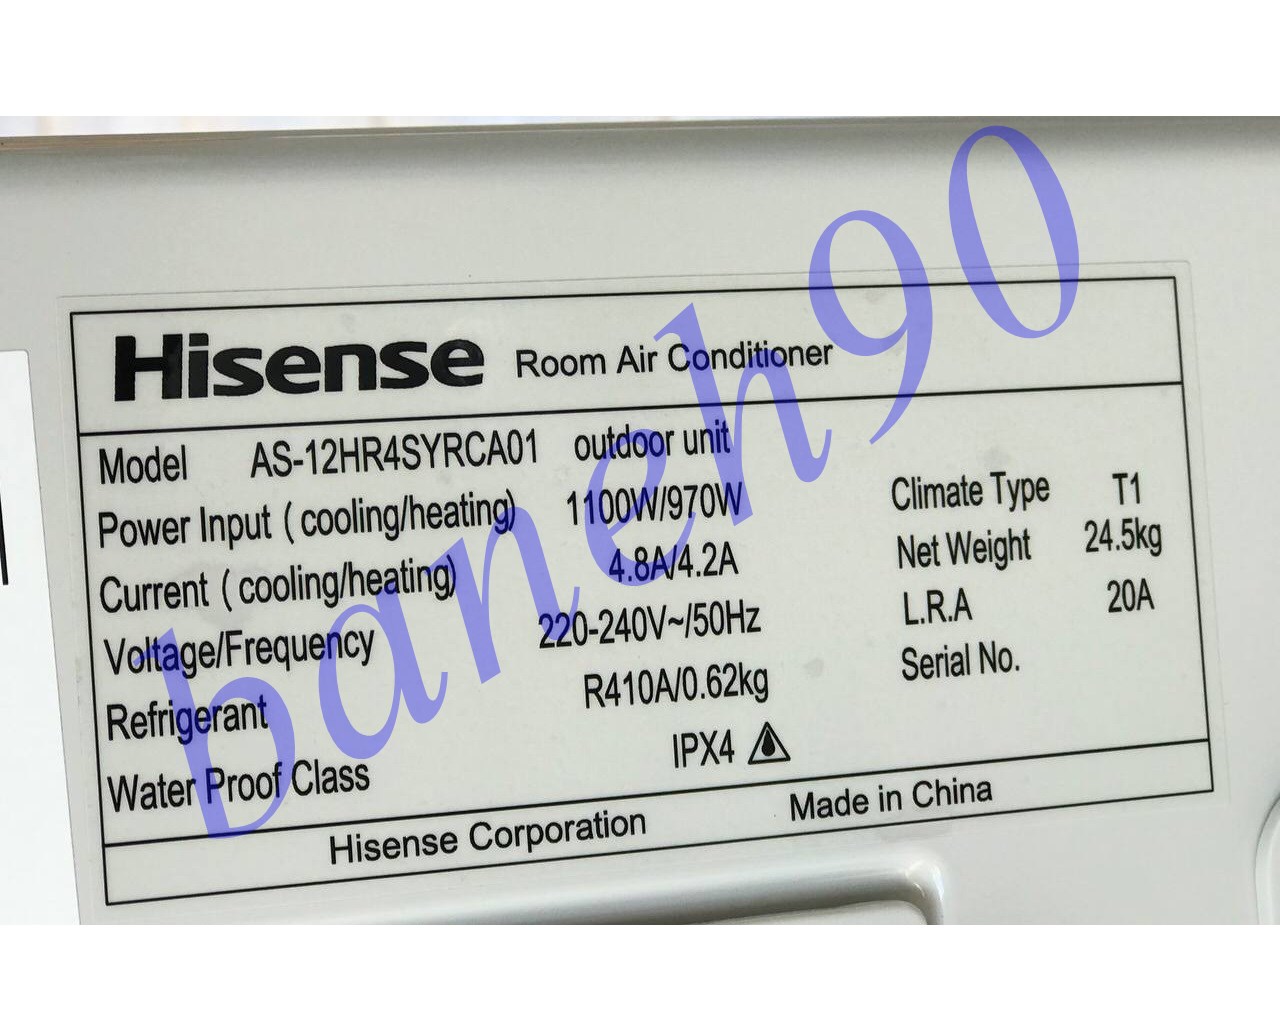 Hisense Room Air Conditioner
Model AS-12HR4SYRCA01 outdoor unit
Power Input (cooling/heating) 1100W/970W Climate Type T1
Current (cooling/heating) 4.8A/4.2A Net Weight 24.5kg
Voltage/Frequency 220-240V~/50Hz L.R.A 20A
Refrigerant R410A/0.62kg Serial No.
Water Proof Class IPX4
Hisense Corporation Made in China
baneh90